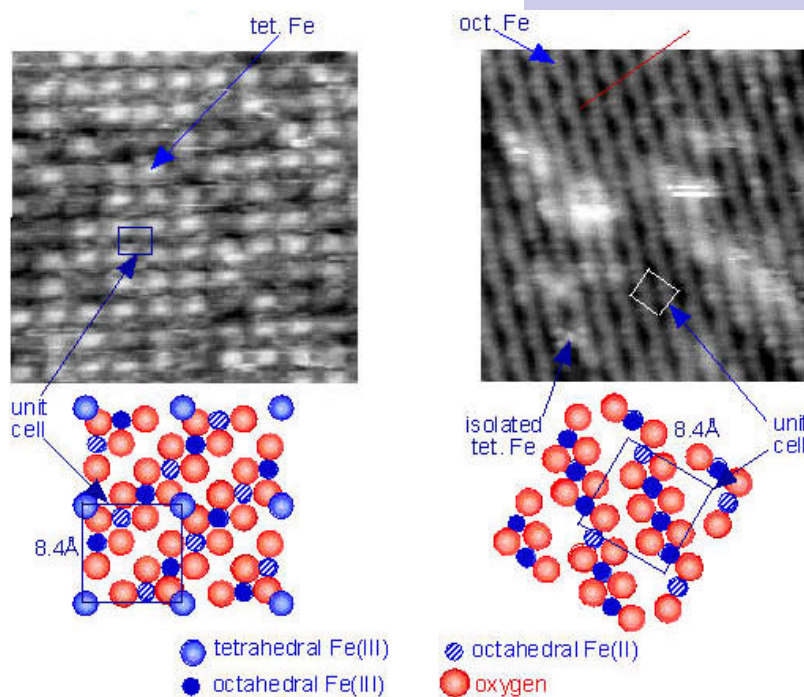 tet. Fe
oct. Fe
unit
cell
isolated
tet. Fe
8.4Å
unit
cell
8.4Å
tetrahedral Fe(III)
octahedral Fe(II)
octahedral Fe(III)
oxygen